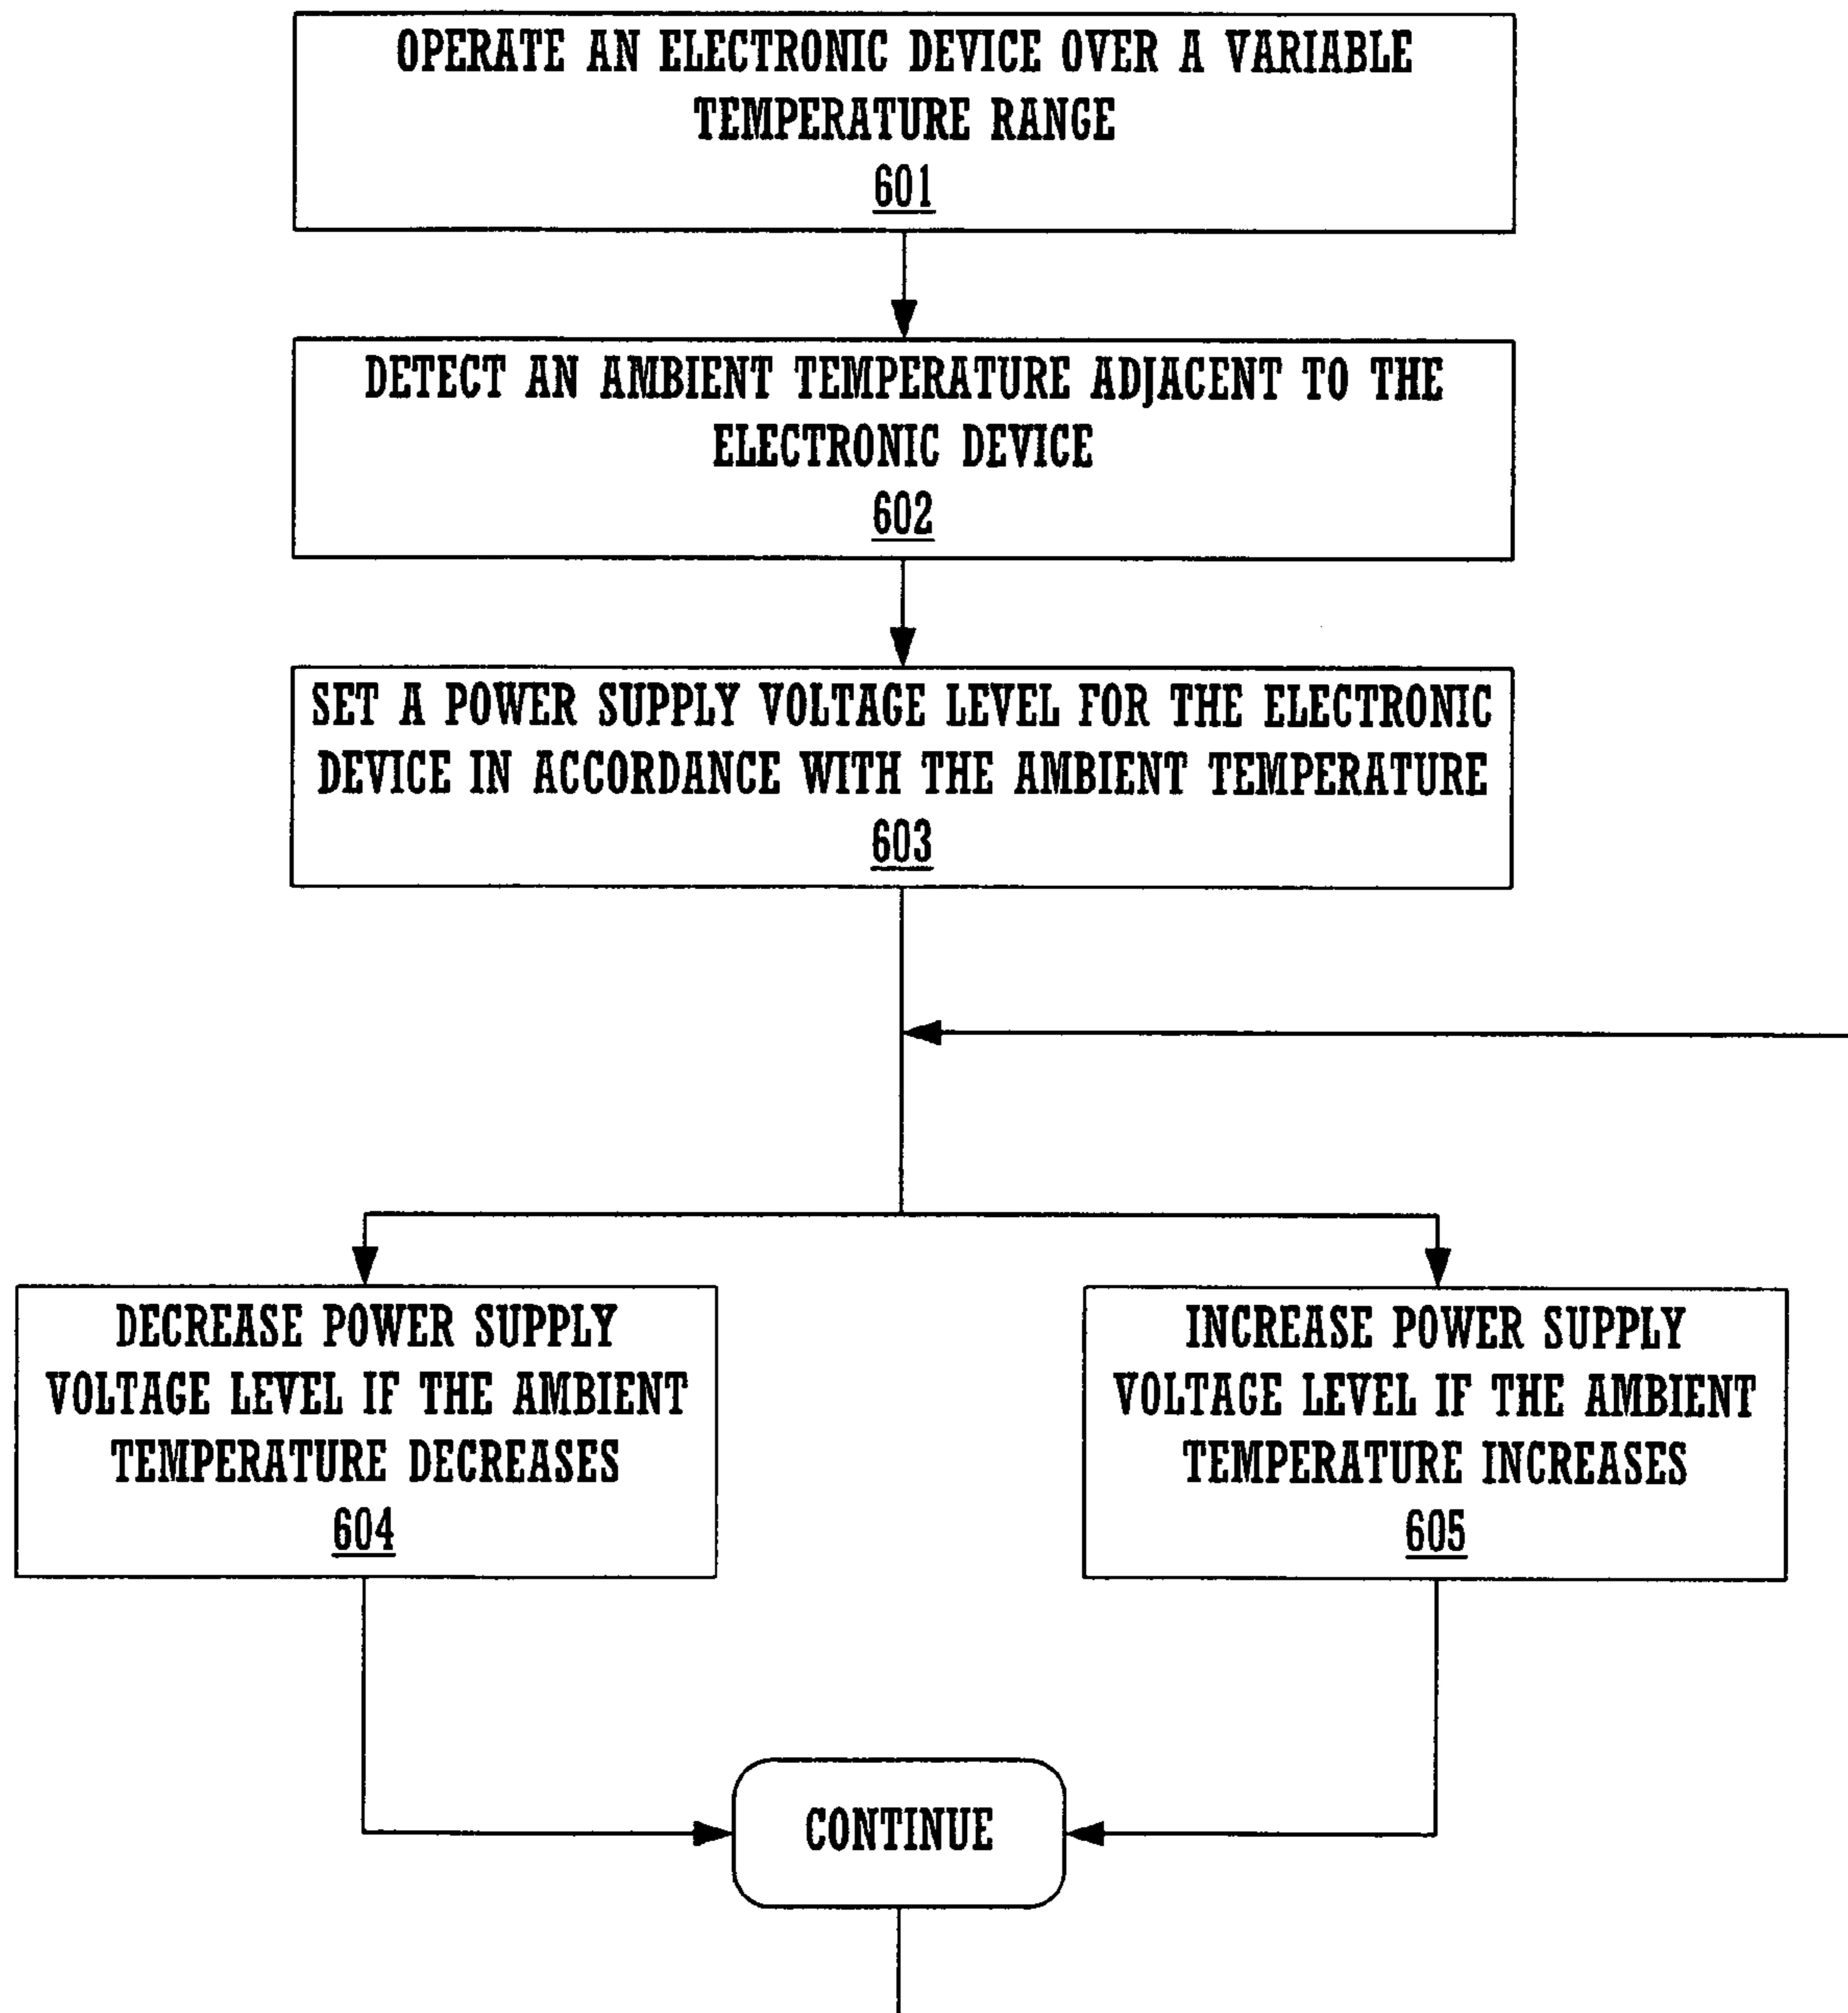 OPERATE AN ELECTRONIC DEVICE OVER A VARIABLE
TEMPERATURE RANGE
601
DETECT AN AMBIENT TEMPERATURE ADJACENT TO THE
ELECTRONIC DEVICE
602
SET A POWER SUPPLY VOLTAGE LEVEL FOR THE ELECTRONIC
DEVICE IN ACCORDANCE WITH THE AMBIENT TEMPERATURE
603
DECREASE POWER SUPPLY
VOLTAGE LEVEL IF THE AMBIENT
TEMPERATURE DECREASES
604
INCREASE POWER SUPPLY
VOLTAGE LEVEL IF THE AMBIENT
TEMPERATURE INCREASES
605
CONTINUE